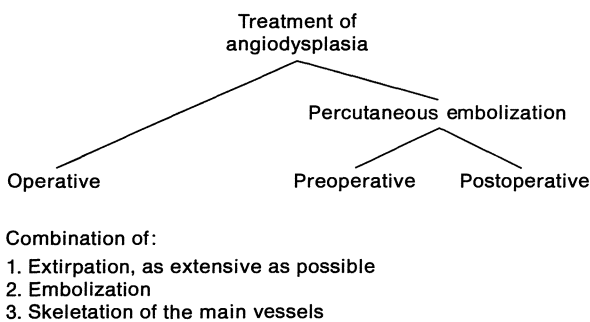 Treatment of
angiodysplasia
Percutaneous embolization
Operative
Preoperative
Postoperative
Combination of:
1. Extirpation, as extensive as possible
2. Embolization
3. Skeletation of the main vessels